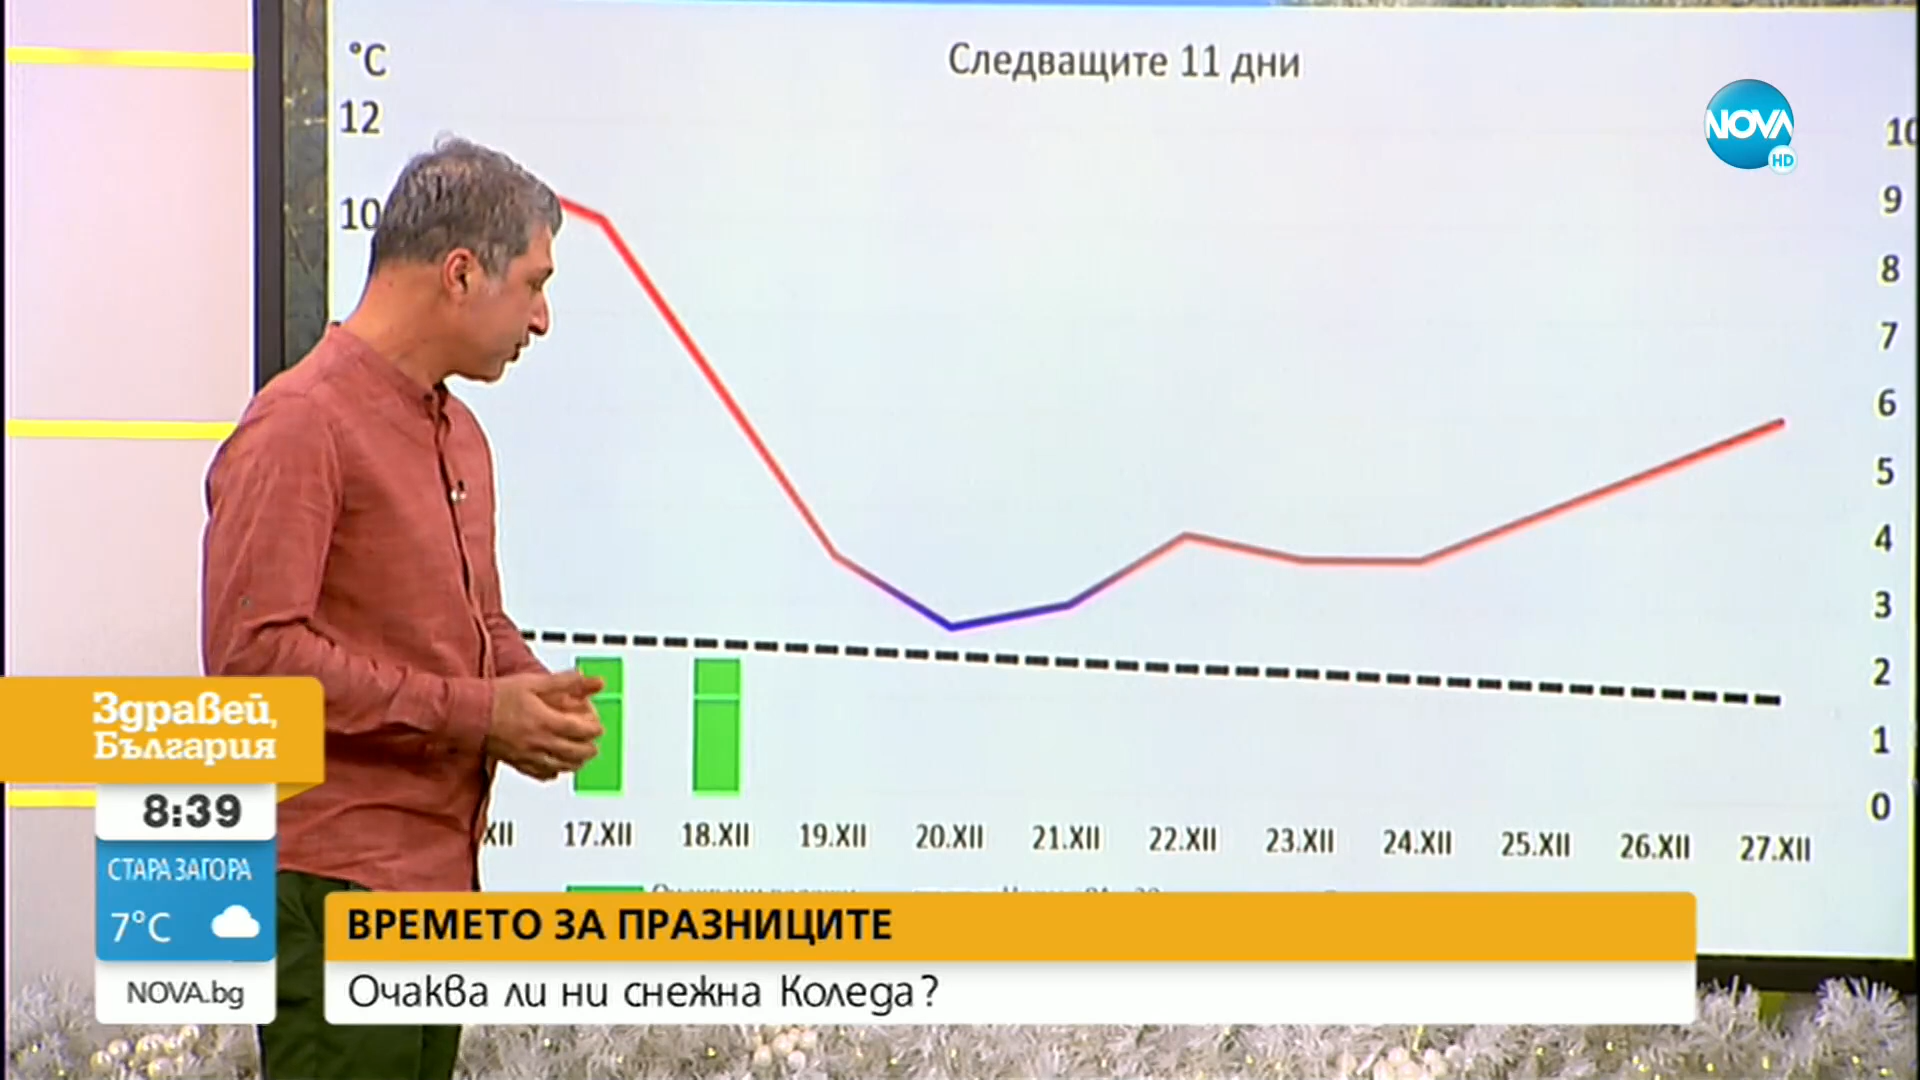 °C
Следващите 11 дни
12
10
10
9
8
7
6
5
4
3
2
1
0
NOVA
HD
XII
17.XII
18.XII
19.XII
20.XII
21.XII
22.XII
23.XII
24.XII
25.XII
26.XII
27.XII
Здравей,
България
8:39
СТАРА ЗАГОРА
7°C
NOVA.bg
ВРЕМЕТО ЗА ПРАЗНИЦИТЕ
Очаква ли ни снежна Коледа?